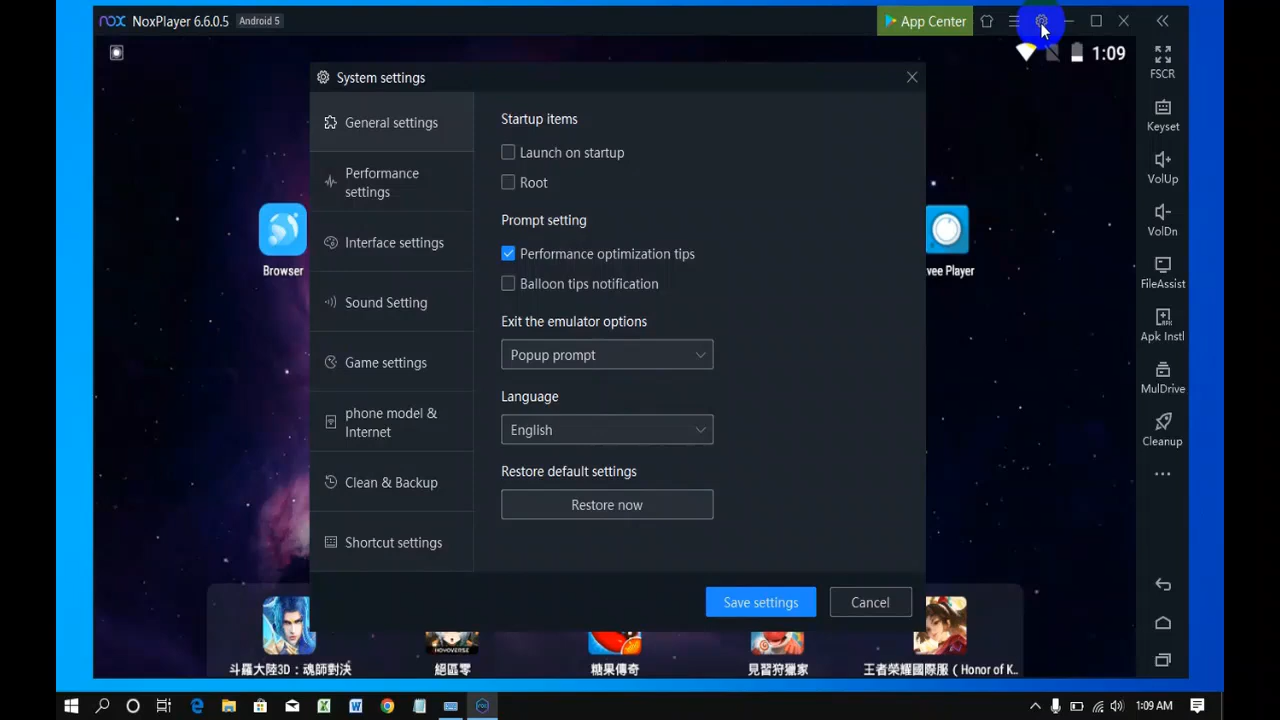 nox NoxPlayer 6.6.0.5 Android 5
App Center
1:09
System settings
General settings
Performance
settings
Interface settings
Sound Setting
Game settings
phone model &
Internet
Clean & Backup
Shortcut settings
Startup items
Launch on startup
Root
Prompt setting
Performance optimization tips
Balloon tips notification
Exit the emulator options
Popup prompt
Language
English
Restore default settings
Restore now
Save settings
Cancel
Browser
vee Player
FSCR
Keyset
VolUp
VolDn
FileAssist
Apk Instl
MulDrive
Cleanup
HOYOVERSE
斗羅大陸3D：魂師對決
絕區零
糖果傳奇
見習狩獵家
王者榮耀國際服（Honor of K..
1:09 AM